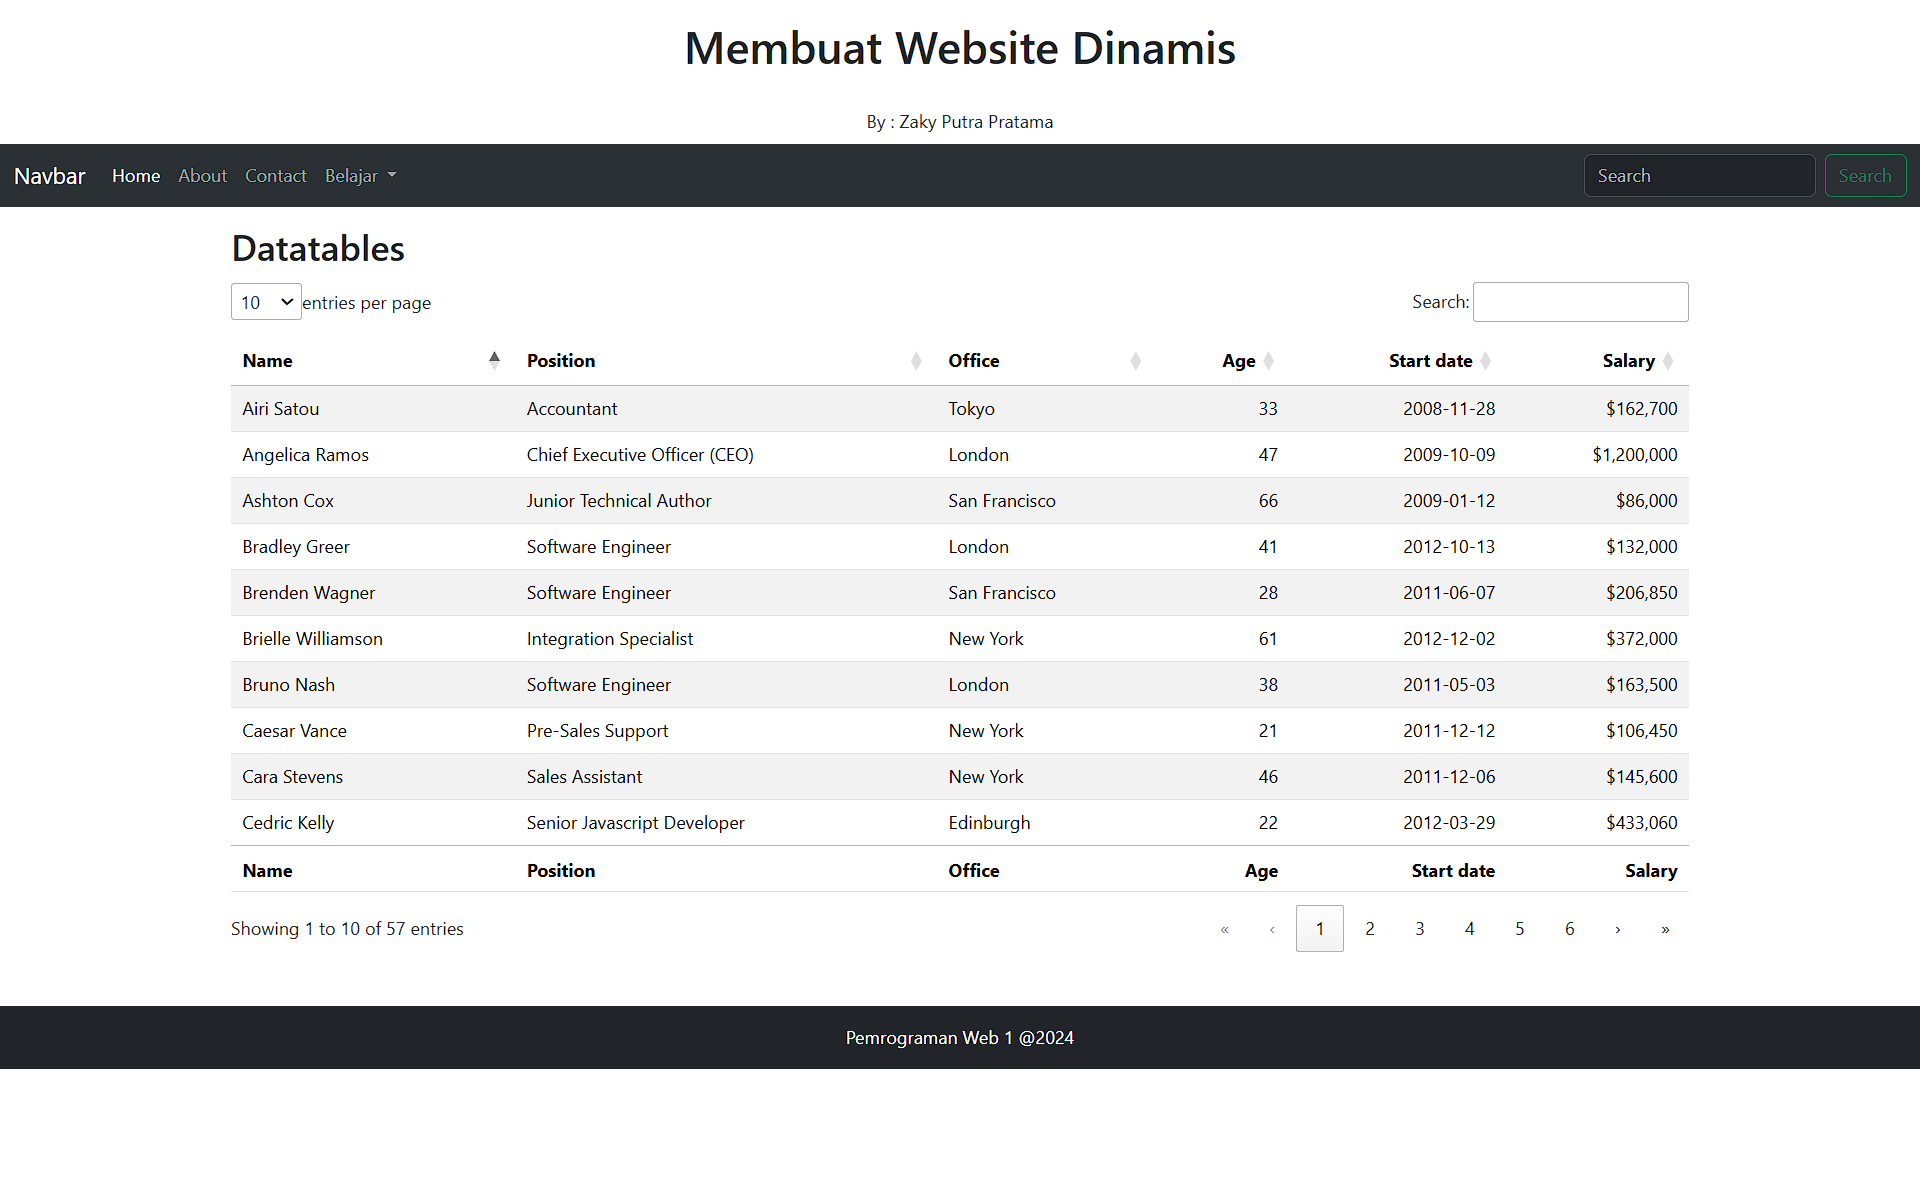 Membuat Website Dinamis
By : Zaky Putra Pratama
Navbar Home About Contact Belajar Search Search
Datatables
10 entries per page Search:
Name Position Office Age Start date Salary
Airi Satou Accountant Tokyo 33 2008-11-28 $162,700
Angelica Ramos Chief Executive Officer (CEO) London 47 2009-10-09 $1,200,000
Ashton Cox Junior Technical Author San Francisco 66 2009-01-12 $86,000
Bradley Greer Software Engineer London 41 2012-10-13 $132,000
Brenden Wagner Software Engineer San Francisco 28 2011-06-07 $206,850
Brielle Williamson Integration Specialist New York 61 2012-12-02 $372,000
Bruno Nash Software Engineer London 38 2011-05-03 $163,500
Caesar Vance Pre-Sales Support New York 21 2011-12-12 $106,450
Cara Stevens Sales Assistant New York 46 2011-12-06 $145,600
Cedric Kelly Senior Javascript Developer Edinburgh 22 2012-03-29 $433,060
Name Position Office Age Start date Salary
Showing 1 to 10 of 57 entries « ‹ 1 2 3 4 5 6 › »
Pemrograman Web 1 @2024